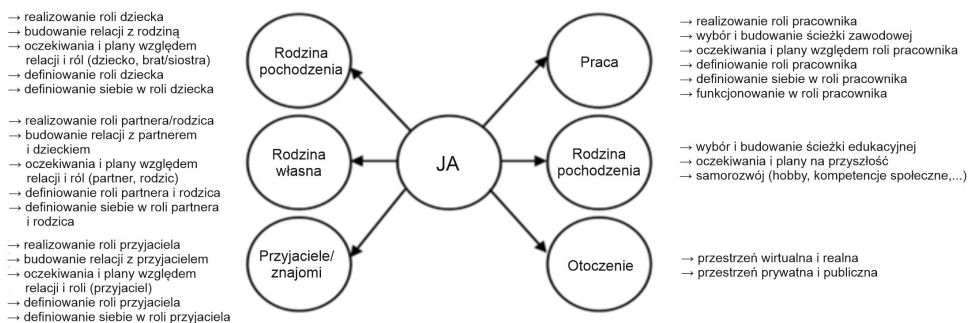 → realizowanie roli dziecka
→ budowanie relacji z rodziną
→ oczekiwania i plany względem
relacji i ról (dziecko, brat/siostra)
→ definiowanie roli dziecka
→ definiowanie siebie w roli dziecka
Rodzina
pochodzenia
→ realizowanie roli partnera/rodzica
→ budowanie relacji z partnerem
i dzieckiem
→ oczekiwania i plany względem
relacji i ról (partner, rodzic)
→ definiowanie roli partnera i rodzica
→ definiowanie siebie w roli partnera
i rodzica
Rodzina
własna
→ realizowanie roli przyjaciela
→ budowanie relacji z przyjacielem
→ oczekiwania i plany względem
relacji i roli (przyjaciel)
→ definiowanie roli przyjaciela
→ definiowanie siebie w roli przyjaciela
Przyjaciele/
znajomi
JA
Praca
→ realizowanie roli pracownika
→ wybór i budowanie ścieżki zawodowej
→ oczekiwania i plany względem roli pracownika
→ definiowanie roli pracownika
→ definiowanie siebie w roli pracownika
→ funkcjonowanie w roli pracownika
Rodzina
pochodzenia
→ wybór i budowanie ścieżki edukacyjnej
→ oczekiwania i plany na przyszłość
→ samorozwój (hobby, kompetencje społeczne,...)
Otoczenie
→ przestrzeń wirtualna i realna
→ przestrzeń prywatna i publiczna